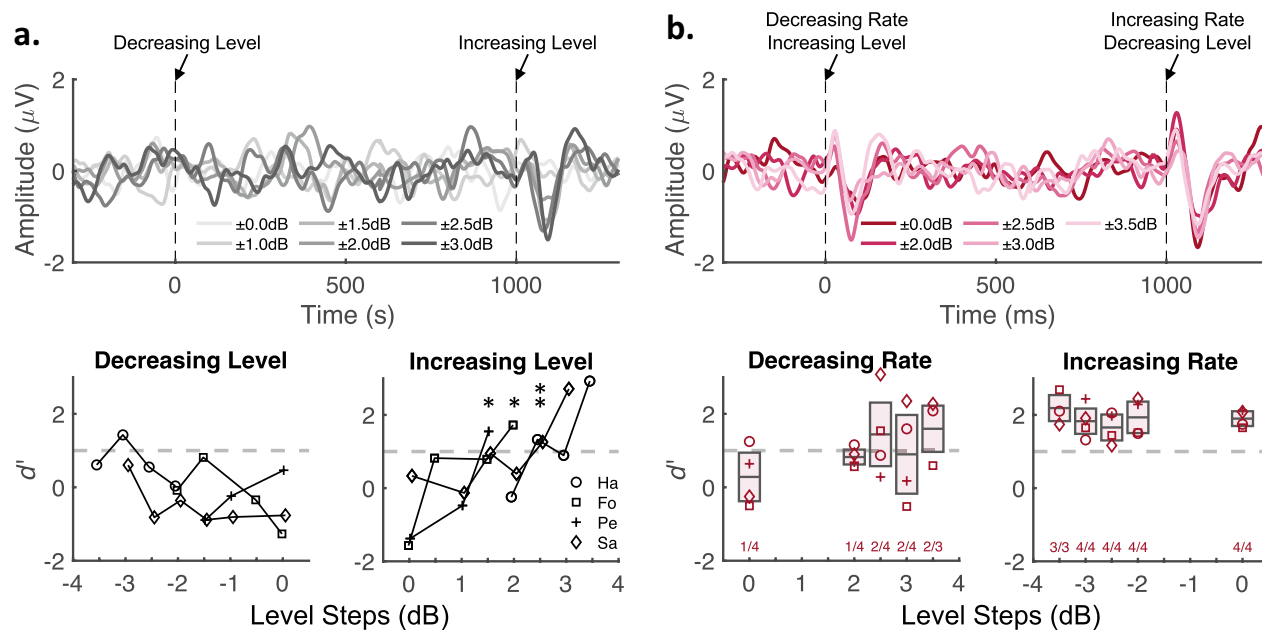 a.
Decreasing Level
Increasing Level
Amplitude (μV)
2
0
-2
±0.0dB
±1.5dB
±2.5dB
±1.0dB
±2.0dB
±3.0dB
0
500
1000
Time (s)
b.
Decreasing Rate
Increasing Level
Increasing Rate
Decreasing Level
Amplitude (μV)
2
0
-2
±0.0dB
±2.5dB
±3.5dB
±2.0dB
±3.0dB
0
500
1000
Time (ms)
Decreasing Level
d'
2
0
-2
-4
-3
-2
-1
0
Increasing Level
* * *
*
2
0
-2
Ha
Fo
Pe
Sa
0
1
2
3
4
Level Steps (dB)
Decreasing Rate
d'
2
0
-2
1/4
1/4
2/4
2/4
2/3
0
1
2
3
4
Increasing Rate
2
0
-2
3/3
4/4
4/4
4/4
4/4
-4
-3
-2
-1
0
Level Steps (dB)